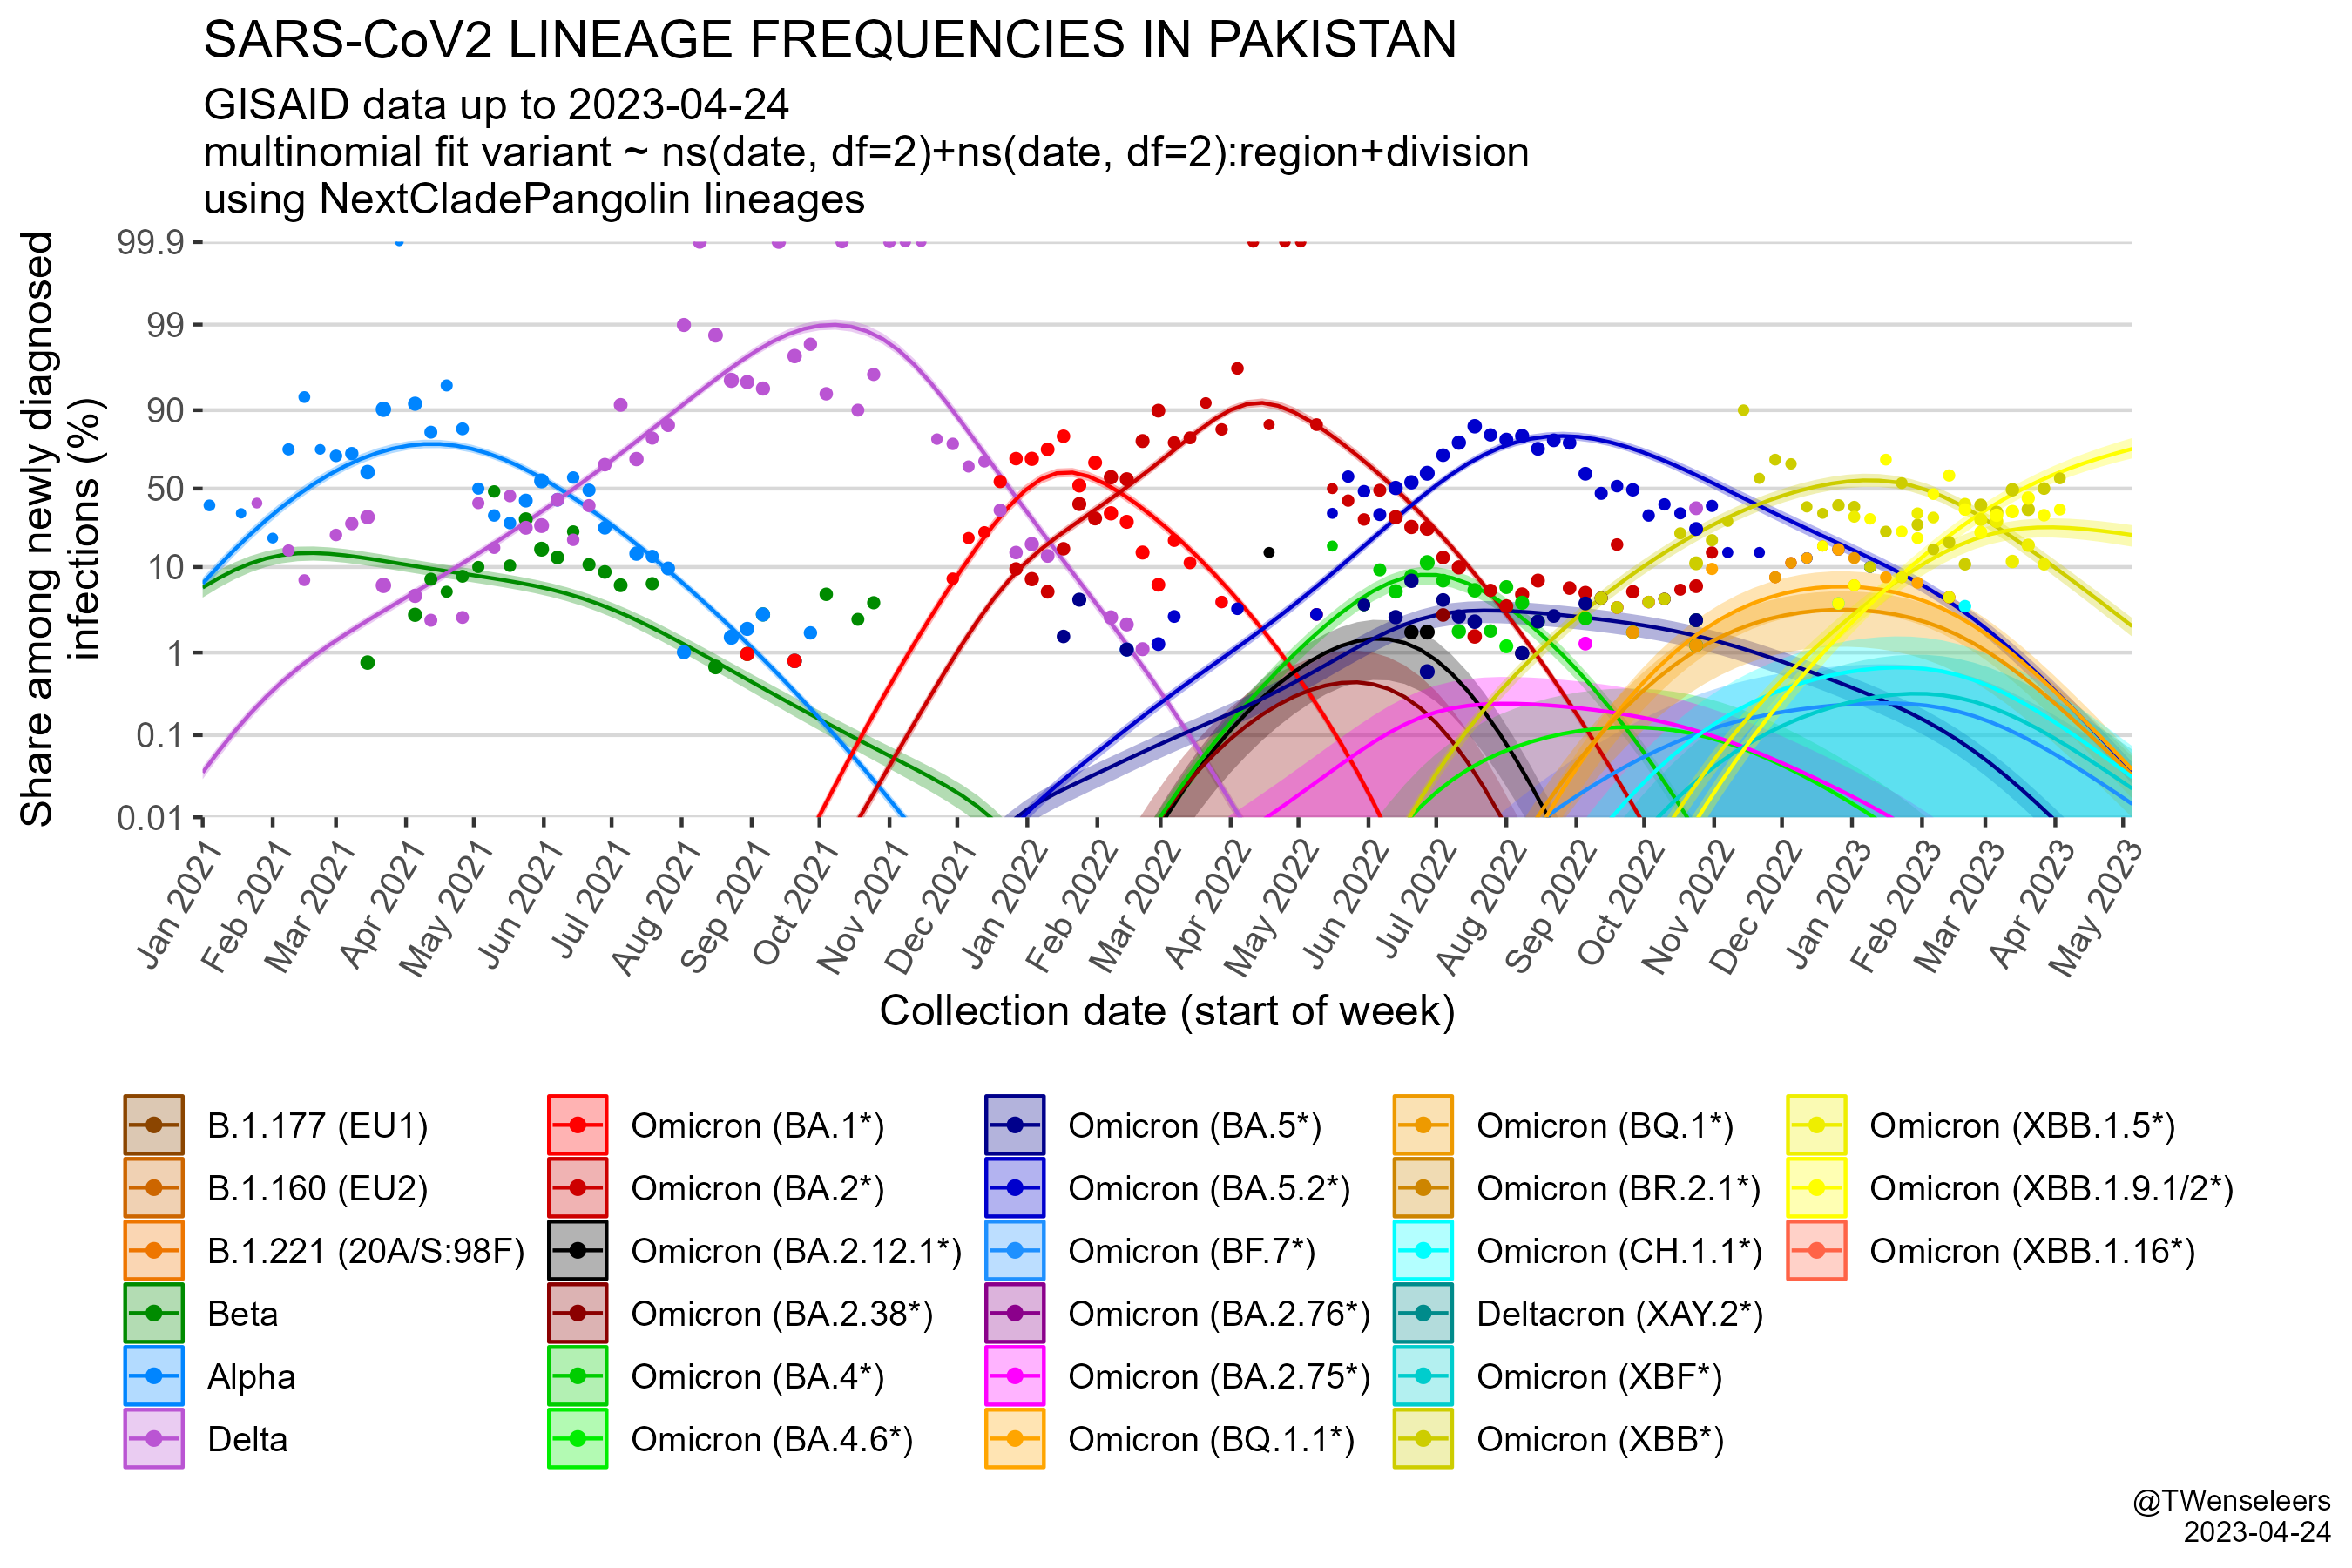 SARS-CoV2 LINEAGE FREQUENCIES IN PAKISTAN
GISAID data up to 2023-04-24
multinomial fit variant ~ ns(date, df=2)+ns(date, df=2):region+division
using NextCladePangolin lineages
Share among newly diagnosed
infections (%)
99.9
99
90
50
10
1
0.1
0.01
Jan 2021
Feb 2021
Mar 2021
Apr 2021
May 2021
Jun 2021
Jul 2021
Aug 2021
Sep 2021
Oct 2021
Nov 2021
Dec 2021
Jan 2022
Feb 2022
Mar 2022
Apr 2022
May 2022
Jun 2022
Jul 2022
Aug 2022
Sep 2022
Oct 2022
Nov 2022
Dec 2022
Jan 2023
Feb 2023
Mar 2023
Apr 2023
May 2023
Collection date (start of week)
B.1.177 (EU1)
B.1.160 (EU2)
B.1.221 (20A/S:98F)
Beta
Alpha
Delta
Omicron (BA.1*)
Omicron (BA.2*)
Omicron (BA.2.12.1*)
Omicron (BA.2.38*)
Omicron (BA.4*)
Omicron (BA.4.6*)
Omicron (BA.5*)
Omicron (BA.5.2*)
Omicron (BF.7*)
Omicron (BA.2.76*)
Omicron (BA.2.75*)
Omicron (BQ.1.1*)
Omicron (BQ.1*)
Omicron (BR.2.1*)
Omicron (CH.1.1*)
Deltacron (XAY.2*)
Omicron (XBF*)
Omicron (XBB*)
Omicron (XBB.1.5*)
Omicron (XBB.1.9.1/2*)
Omicron (XBB.1.16*)
@TWenseleers
2023-04-24